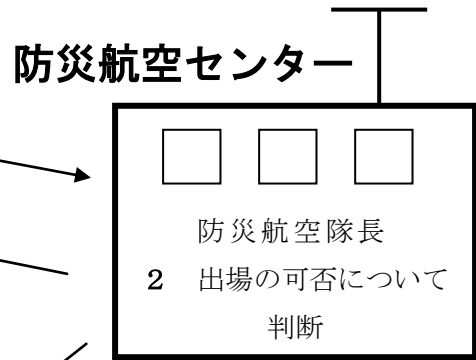 防災航空センター
防災航空隊長
2 出場の可否について
判断